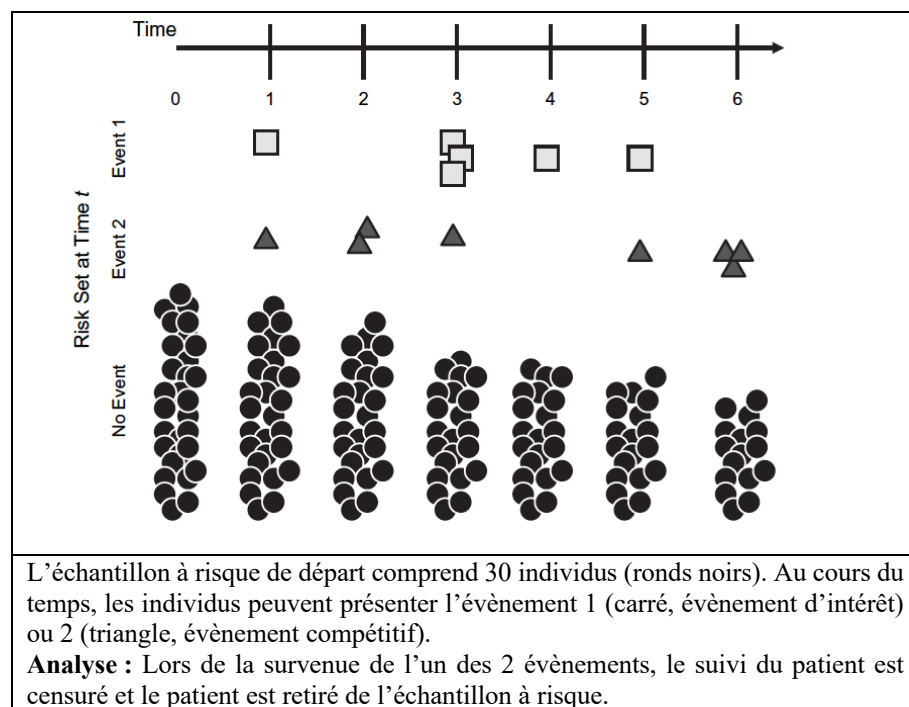 Time
0 1 2 3 4 5 6
Event 1
Event 2
No Event
Risk Set at Time t
L’échantillon à risque de départ comprend 30 individus (ronds noirs). Au cours du
temps, les individus peuvent présenter l’évènement 1 (carré, évènement d’intérêt)
ou 2 (triangle, évènement compétitif).
Analyse : Lors de la survenue de l’un des 2 évènements, le suivi du patient est
censuré et le patient est retiré de l’échantillon à risque.